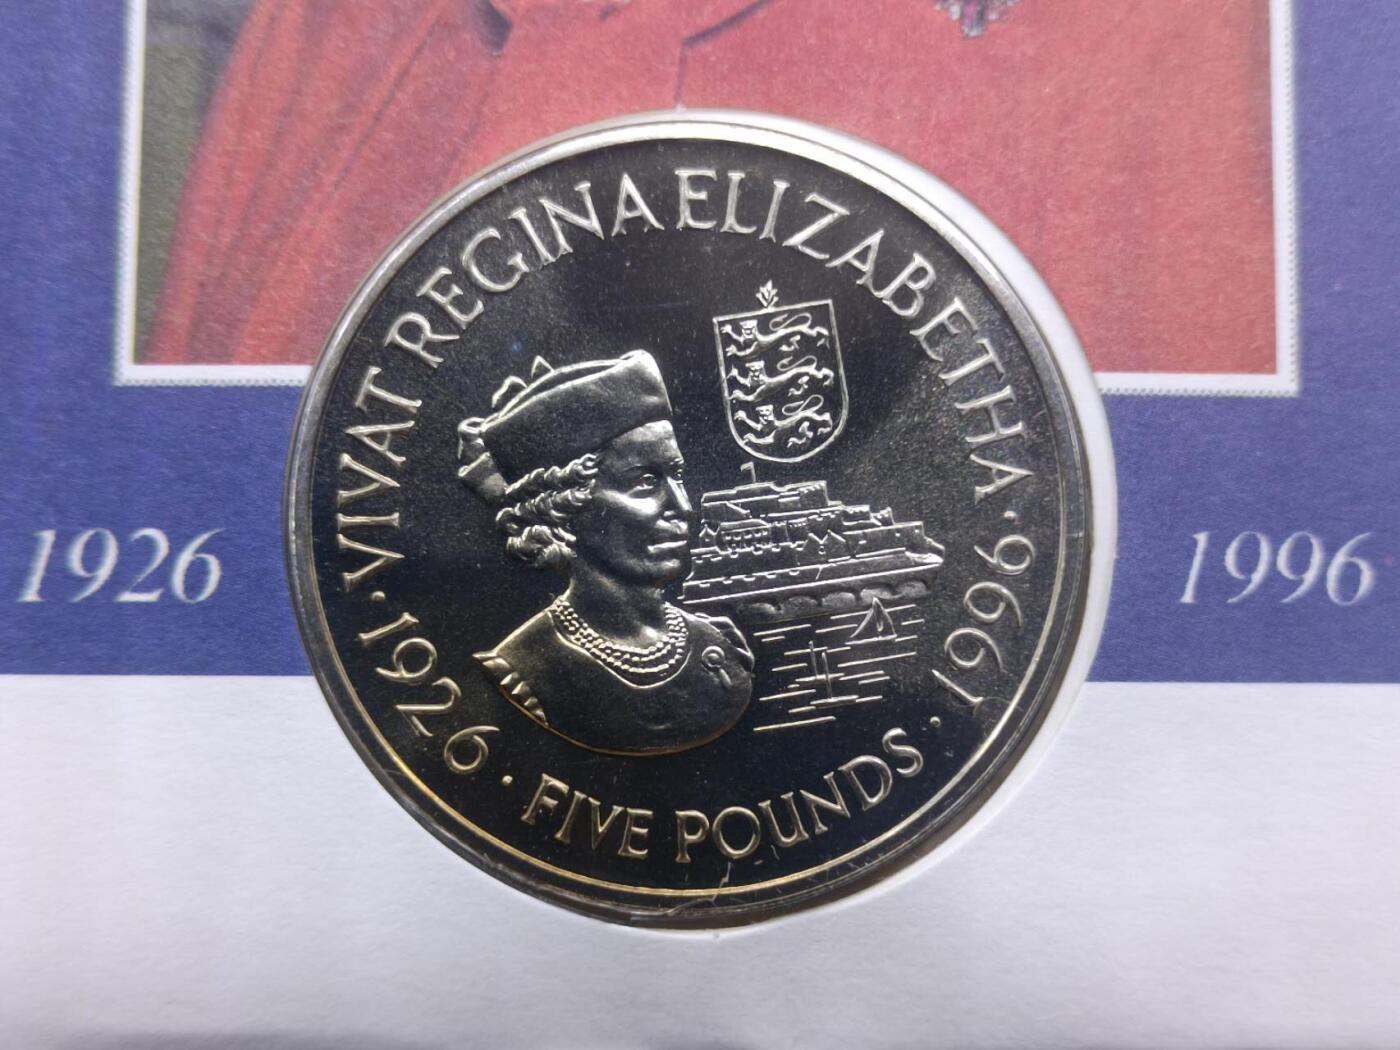 · VIVAT REGINA ELIZABETHA ·
1926
1996
· 1926 · FIVE POUNDS · 1996